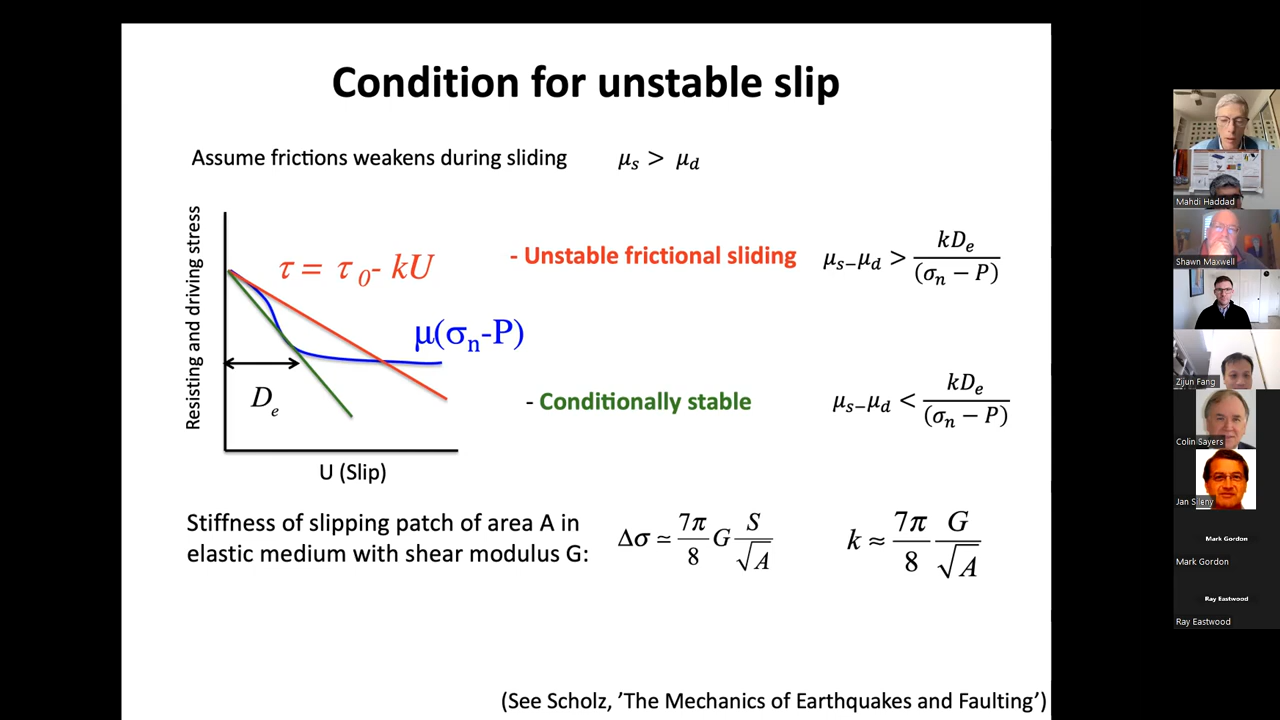 Condition for unstable slip
Assume frictions weakens during sliding μs > μd
Resisting and driving stress
τ = τ0 - kU
μ(σn-P)
De
U (Slip)
- Unstable frictional sliding μs−μd > kDe / (σn − P)
- Conditionally stable μs−μd < kDe / (σn − P)
Stiffness of slipping patch of area A in
elastic medium with shear modulus G:
Δσ ≃ 7π/8 G S/√A
k ≈ 7π/8 G/√A
(See Scholz, ’The Mechanics of Earthquakes and Faulting’)
Mahdi Haddad
Shawn Maxwell
Zijun Fang
Colin Sayers
Jan Sileny
Mark Gordon
Mark Gordon
Ray Eastwood
Ray Eastwood